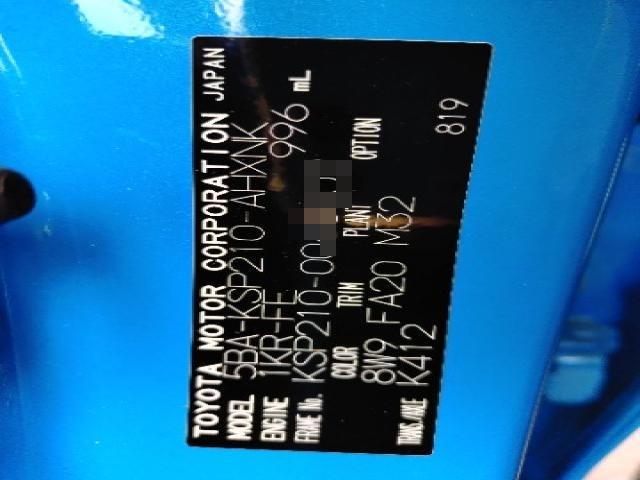 TOYOTA MOTOR CORPORATION JAPAN
MODEL 5BA-KSP210-AHXNK
ENGINE 1KR-FE 996 mL
FRAME No. KSP210-00
COLOR TRIM PLANT OPTION
8W9 FA20 M32
TRANS./AXLE K412
819